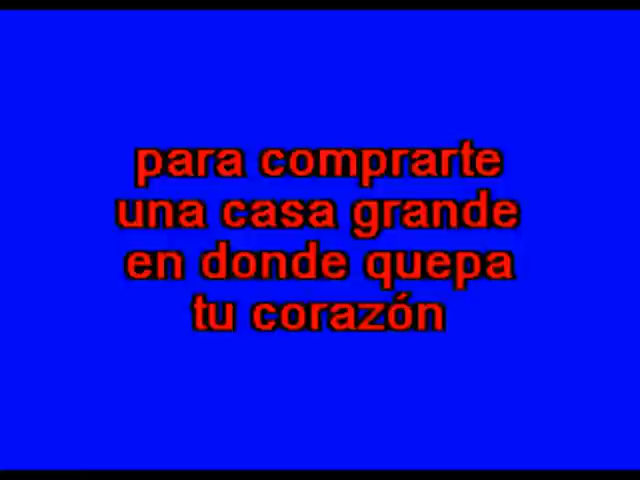 para comprarte
una casa grande
en donde quepa
tu corazón